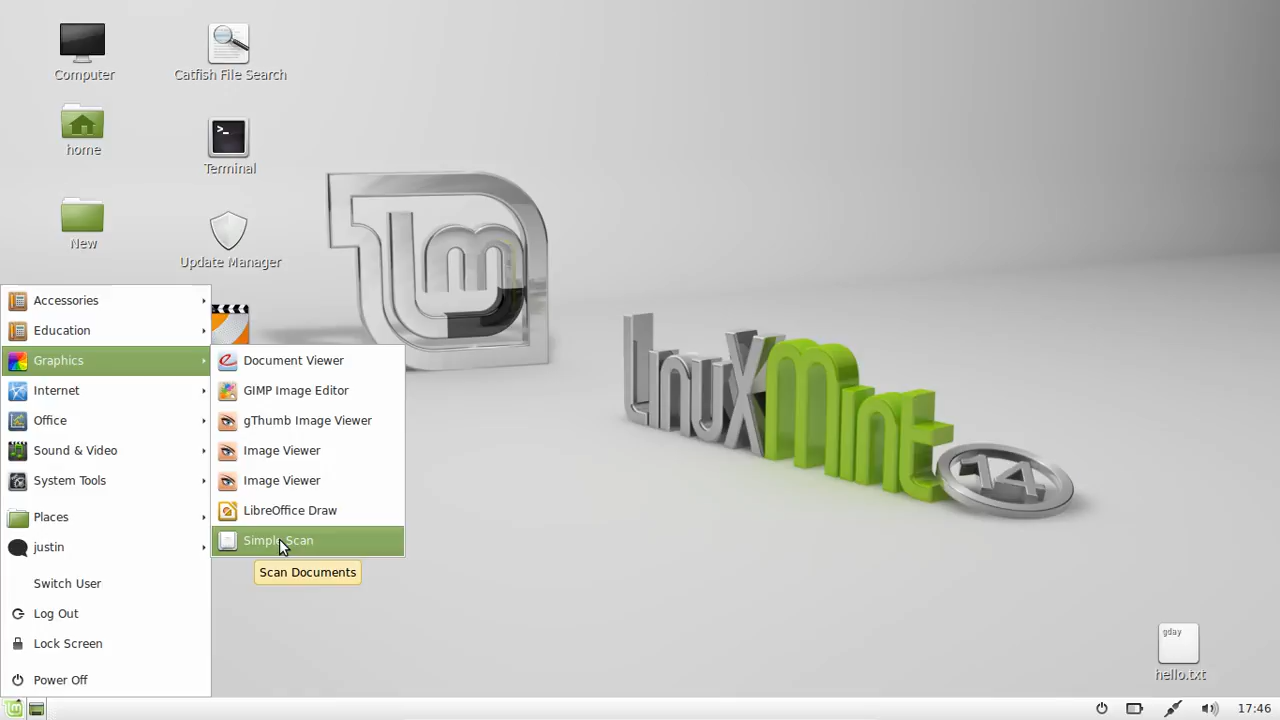 Computer
Catfish File Search
home
>_
Terminal
New
Update Manager
lm
LinuxMint
14
Accessories
Education
Graphics
Internet
Office
Sound & Video
System Tools
Places
justin
Switch User
Log Out
Lock Screen
Power Off
Document Viewer
GIMP Image Editor
gThumb Image Viewer
Image Viewer
Image Viewer
LibreOffice Draw
Simple Scan
Scan Documents
gday
hello.txt
17:46